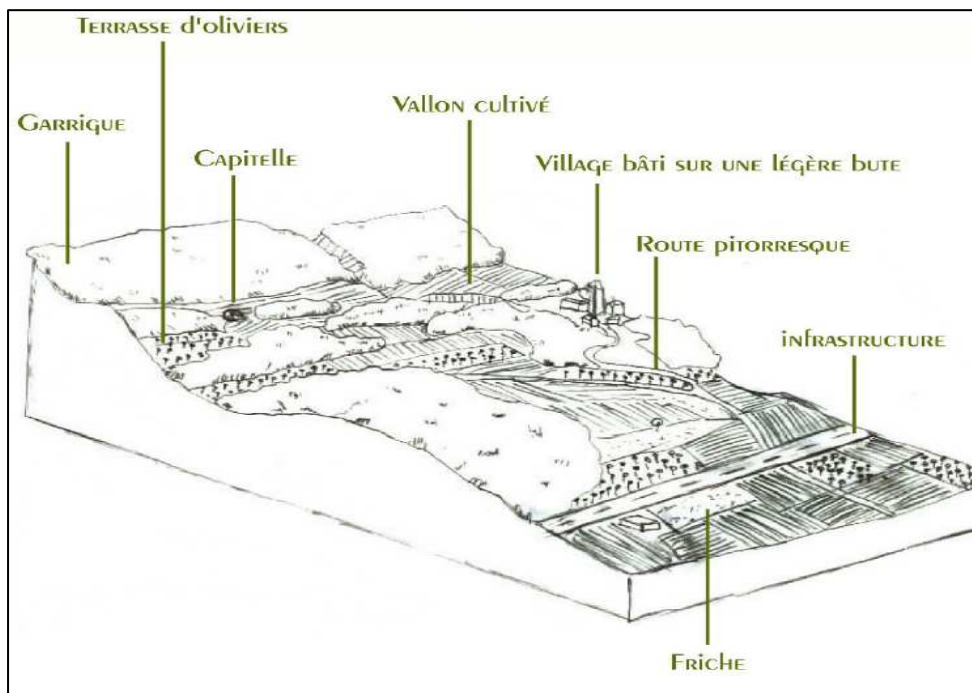 Terrasse d'oliviers
Vallon cultivé
Garrigue
Capitelle
Village bâti sur une légère bute
Route pitorresque
infrastructure
Friche